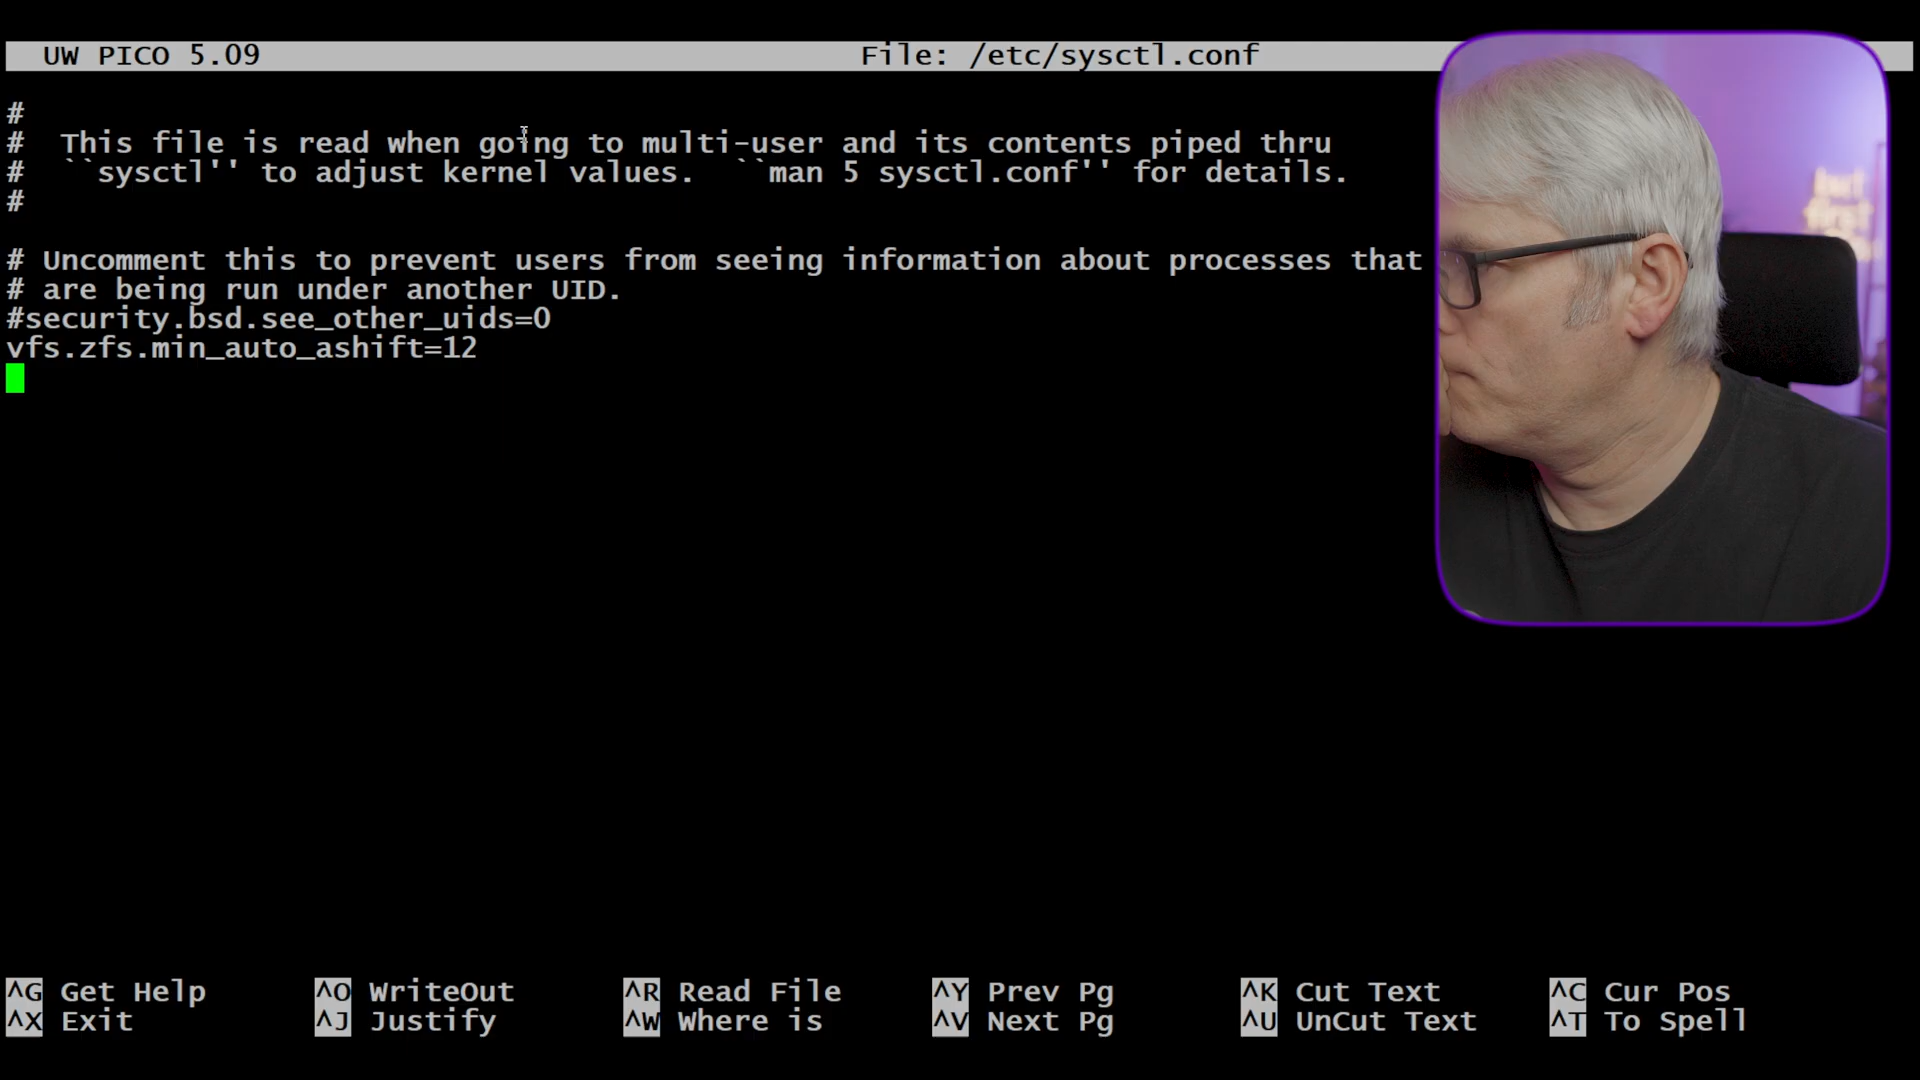 UW PICO 5.09 File: /etc/sysctl.conf
#
#  This file is read when going to multi-user and its contents piped thru
#  ``sysctl'' to adjust kernel values.  ``man 5 sysctl.conf'' for details.
#
# Uncomment this to prevent users from seeing information about processes that
# are being run under another UID.
#security.bsd.see_other_uids=0
vfs.zfs.min_auto_ashift=12
^G Get Help ^O WriteOut ^R Read File ^Y Prev Pg ^K Cut Text ^C Cur Pos
^X Exit ^J Justify ^W Where is ^V Next Pg ^U UnCut Text ^T To Spell
but
first